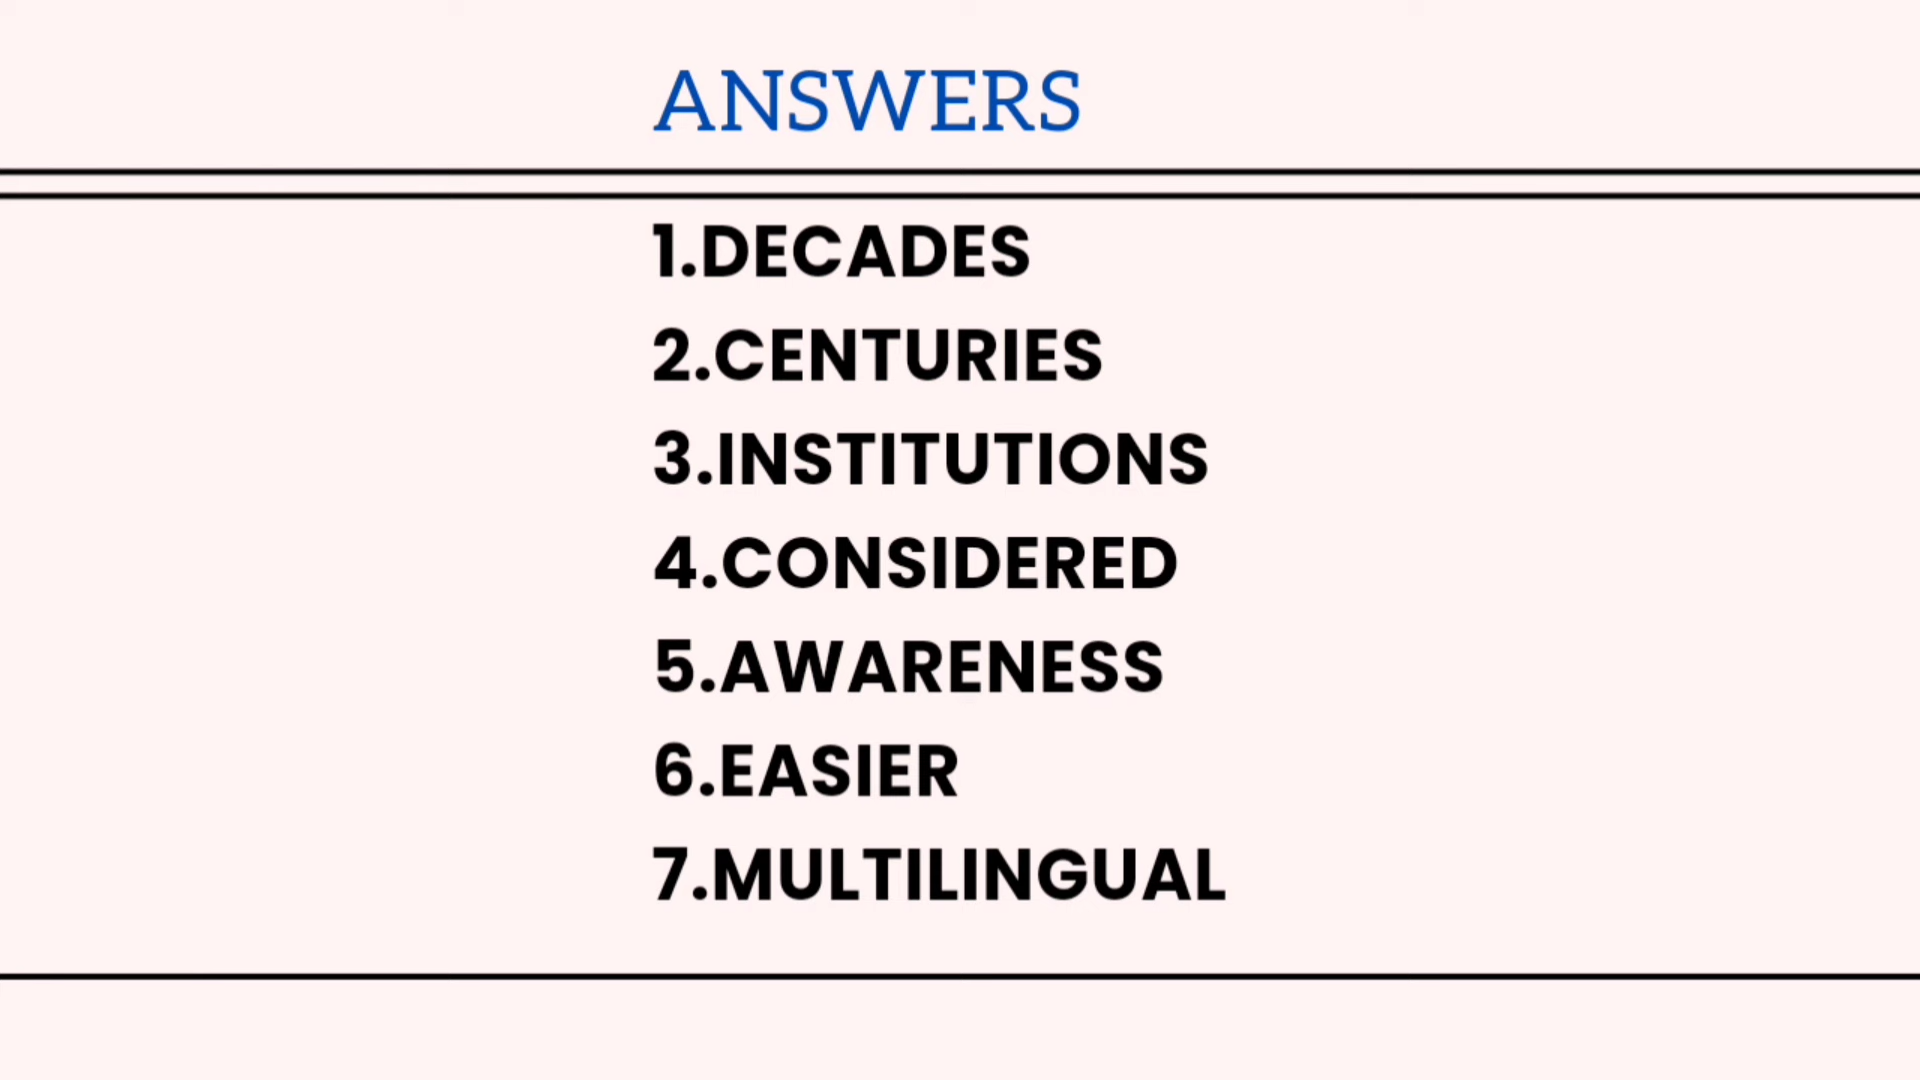 ANSWERS
1.DECADES
2.CENTURIES
3.INSTITUTIONS
4.CONSIDERED
5.AWARENESS
6.EASIER
7.MULTILINGUAL